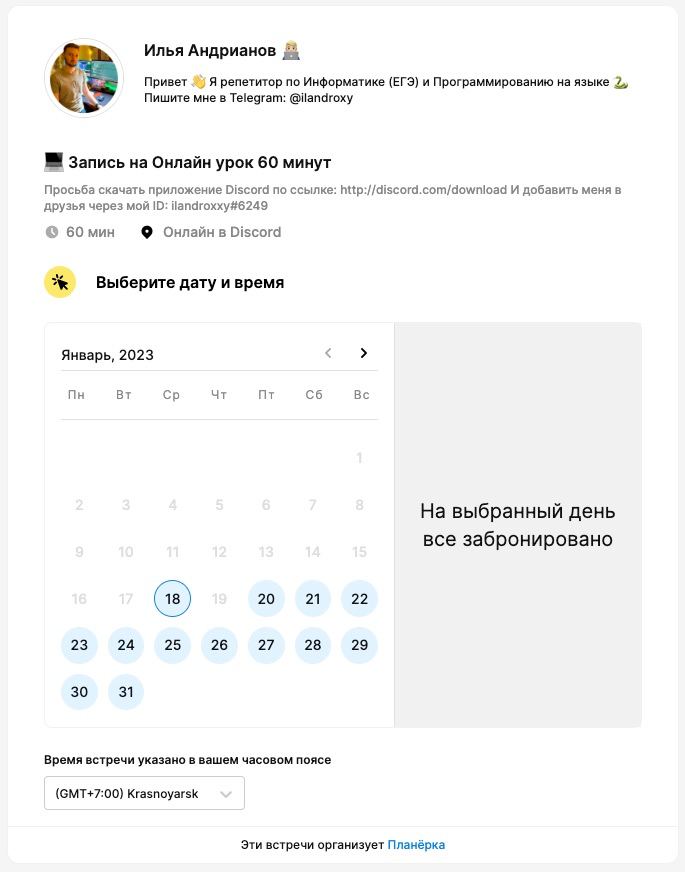 Илья Андрианов 👨🏼‍💻
Привет 👋 Я репетитор по Информатике (ЕГЭ) и Программированию на языке 🐍
Пишите мне в Telegram: @ilandroxy
💻 Запись на Онлайн урок 60 минут
Просьба скачать приложение Discord по ссылке: http://discord.com/download И добавить меня в
друзья через мой ID: ilandroxxy#6249
60 мин Онлайн в Discord
Выберите дату и время
Январь, 2023
Пн Вт Ср Чт Пт Сб Вс
1
2 3 4 5 6 7 8
9 10 11 12 13 14 15
16 17 18 19 20 21 22
23 24 25 26 27 28 29
30 31
На выбранный день
все забронировано
Время встречи указано в вашем часовом поясе
(GMT+7:00) Krasnoyarsk
Эти встречи организует Планёрка